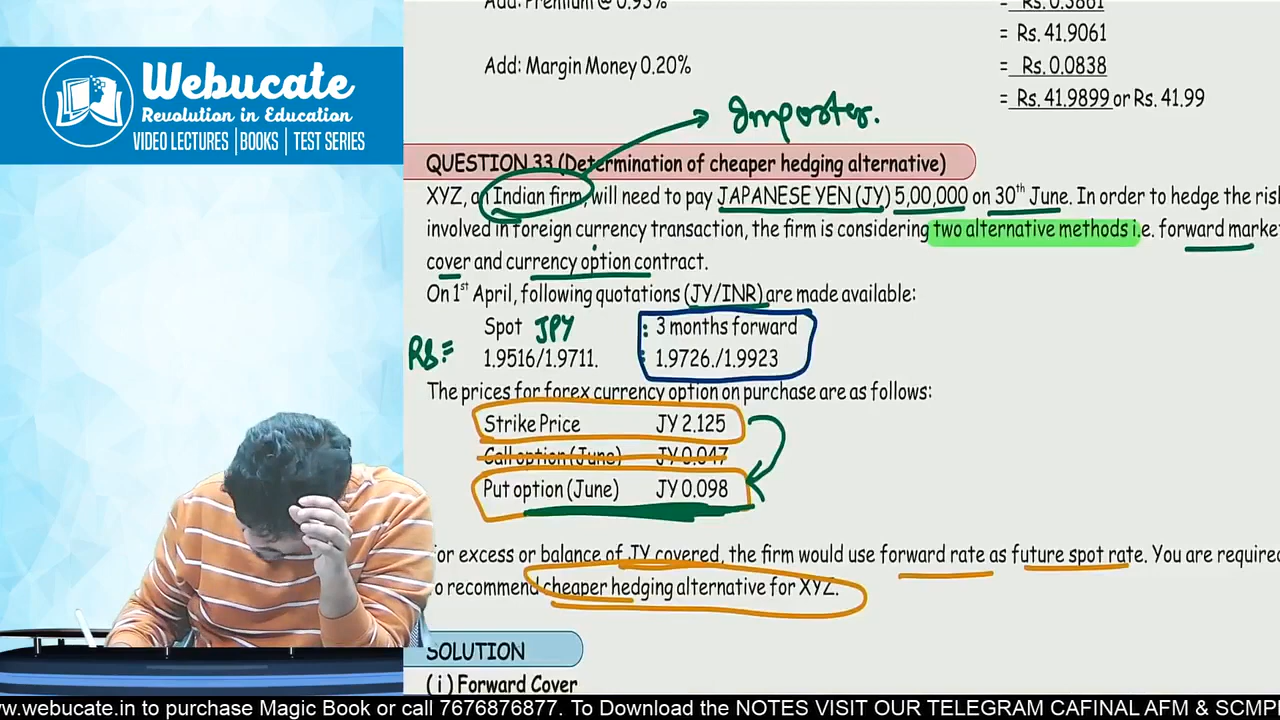 Add: Premium @ 0.93% = Rs. 0.3861
= Rs. 41.9061
Add: Margin Money 0.20% = Rs. 0.0838
= Rs. 41.9899 or Rs. 41.99
Webucate
Revolution in Education
VIDEO LECTURES | BOOKS | TEST SERIES
Importer.
QUESTION 33 (Determination of cheaper hedging alternative)
XYZ, an Indian firm, will need to pay JAPANESE YEN (JY) 5,00,000 on 30th June. In order to hedge the risk
involved in foreign currency transaction, the firm is considering two alternative methods i.e. forward market
cover and currency option contract.
On 1st April, following quotations (JY/INR) are made available:
Spot JPY : 3 months forward
Rs = 1.9516/1.9711. : 1.9726./1.9923
The prices for forex currency option on purchase are as follows:
Strike Price JY 2.125
Call option (June) JY 0.047
Put option (June) JY 0.098
For excess or balance of JY covered, the firm would use forward rate as future spot rate. You are required
to recommend cheaper hedging alternative for XYZ.
SOLUTION
(i) Forward Cover
www.webucate.in to purchase Magic Book or call 7676876877. To Download the NOTES VISIT OUR TELEGRAM CAFINAL AFM & SCMP